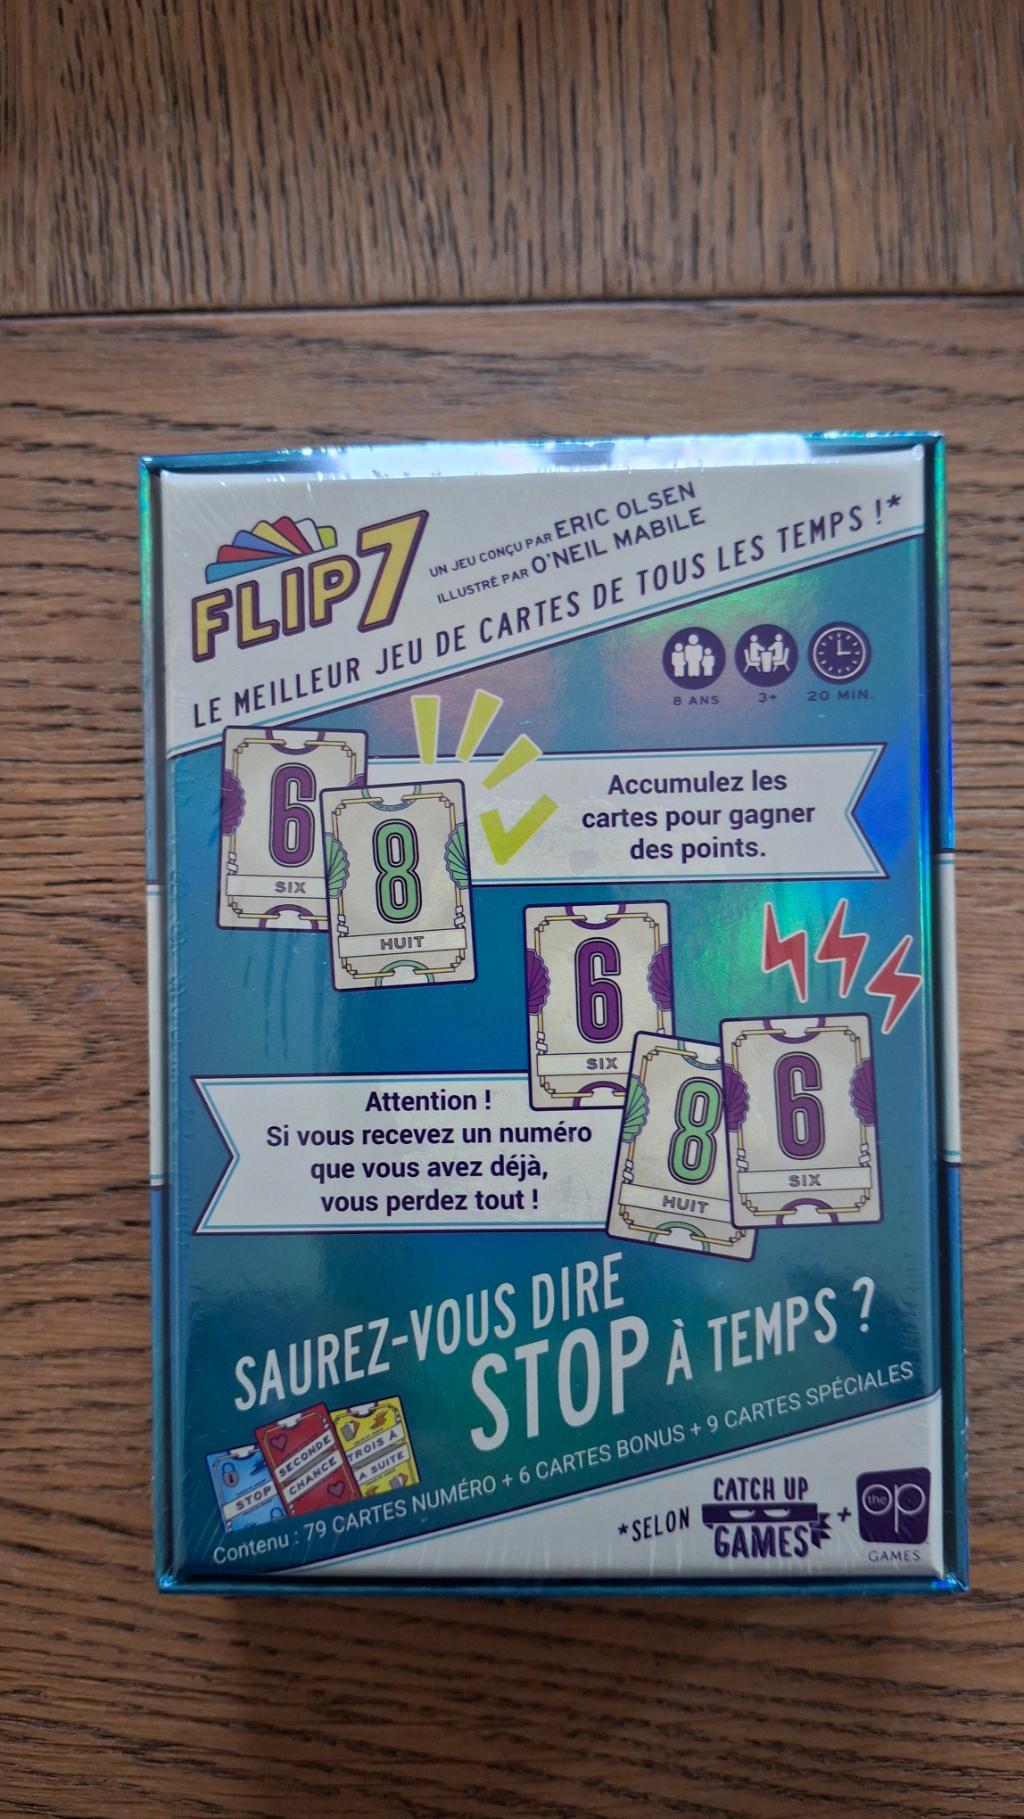 FLIP 7
UN JEU CONÇU PAR ERIC OLSEN
ILLUSTRÉ PAR O'NEIL MABILE
LE MEILLEUR JEU DE CARTES DE TOUS LES TEMPS !*
8 ANS
3+
20 MIN.
6
SIX
8
HUIT
Accumulez les
cartes pour gagner
des points.
6
SIX
8
HUIT
6
SIX
Attention !
Si vous recevez un numéro
que vous avez déjà,
vous perdez tout !
SAUREZ-VOUS DIRE
STOP À TEMPS ?
STOP
SECONDE
CHANCE
TROIS À
LA SUITE
Contenu : 79 CARTES NUMÉRO + 6 CARTES BONUS + 9 CARTES SPÉCIALES
*SELON
CATCH UP
GAMES
+
the op
GAMES